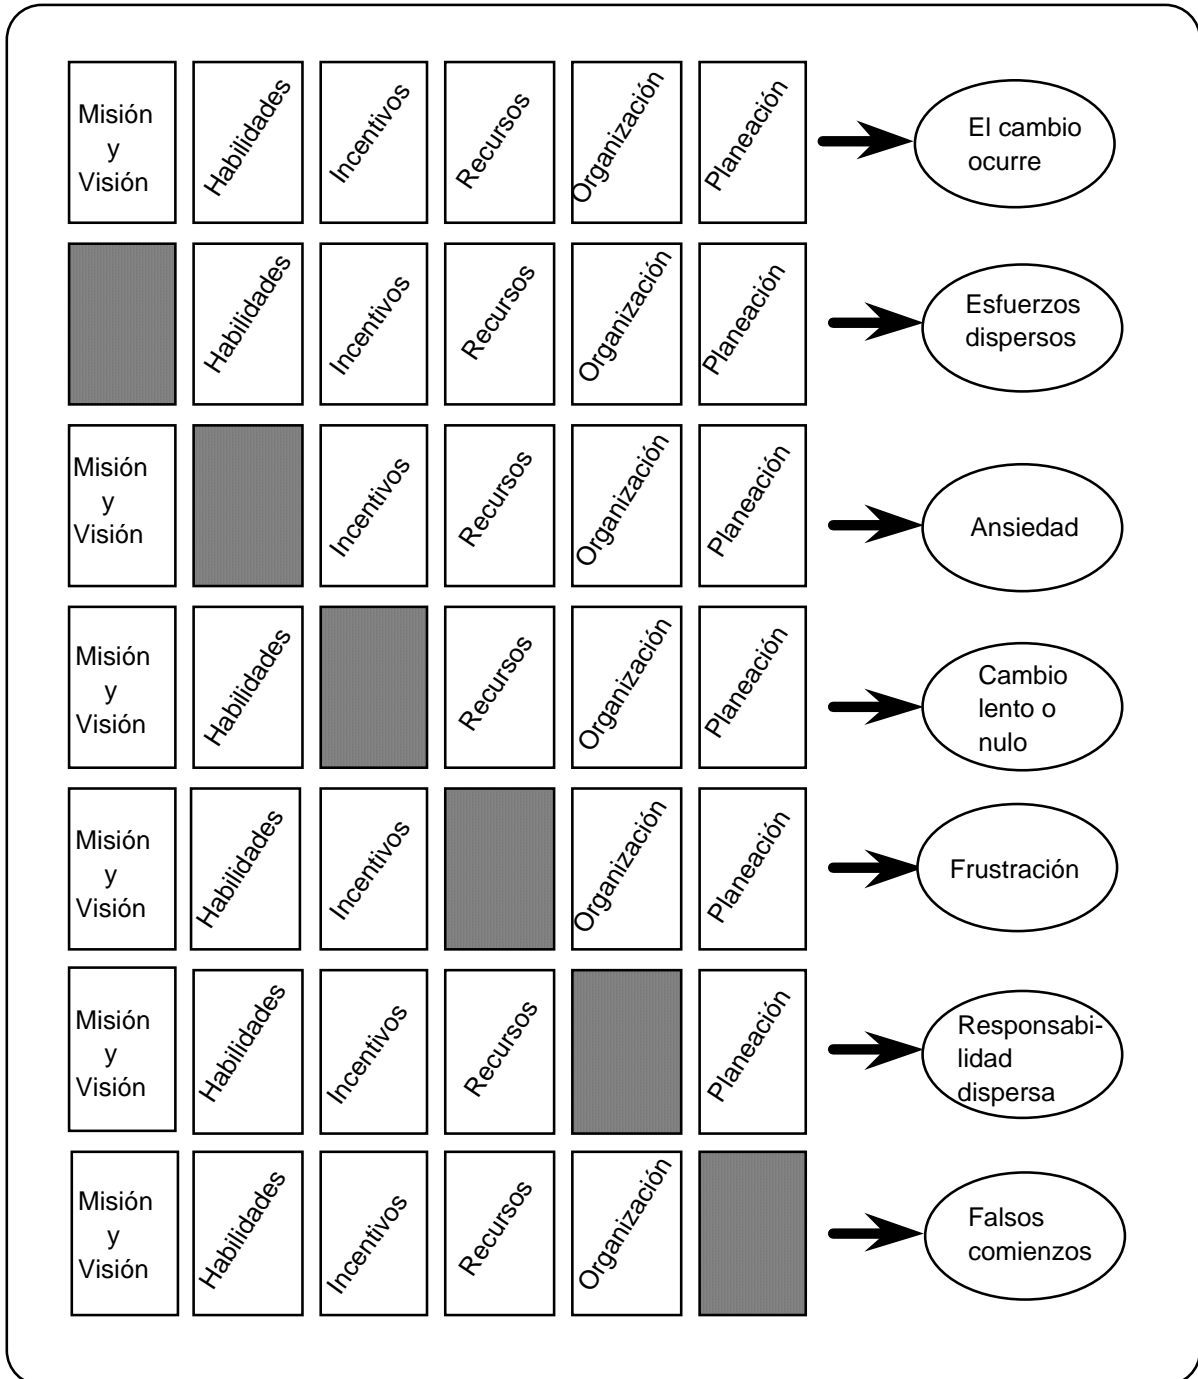 Misión
y
Visión
Habilidades
Incentivos
Recursos
Organización
Planeación
El cambio
ocurre
Habilidades
Incentivos
Recursos
Organización
Planeación
Esfuerzos
dispersos
Misión
y
Visión
Incentivos
Recursos
Organización
Planeación
Ansiedad
Misión
y
Visión
Habilidades
Recursos
Organización
Planeación
Cambio
lento o
nulo
Misión
y
Visión
Habilidades
Incentivos
Organización
Planeación
Frustración
Misión
y
Visión
Habilidades
Incentivos
Recursos
Planeación
Responsabi-
lidad
dispersa
Misión
y
Visión
Habilidades
Incentivos
Recursos
Organización
Falsos
comienzos